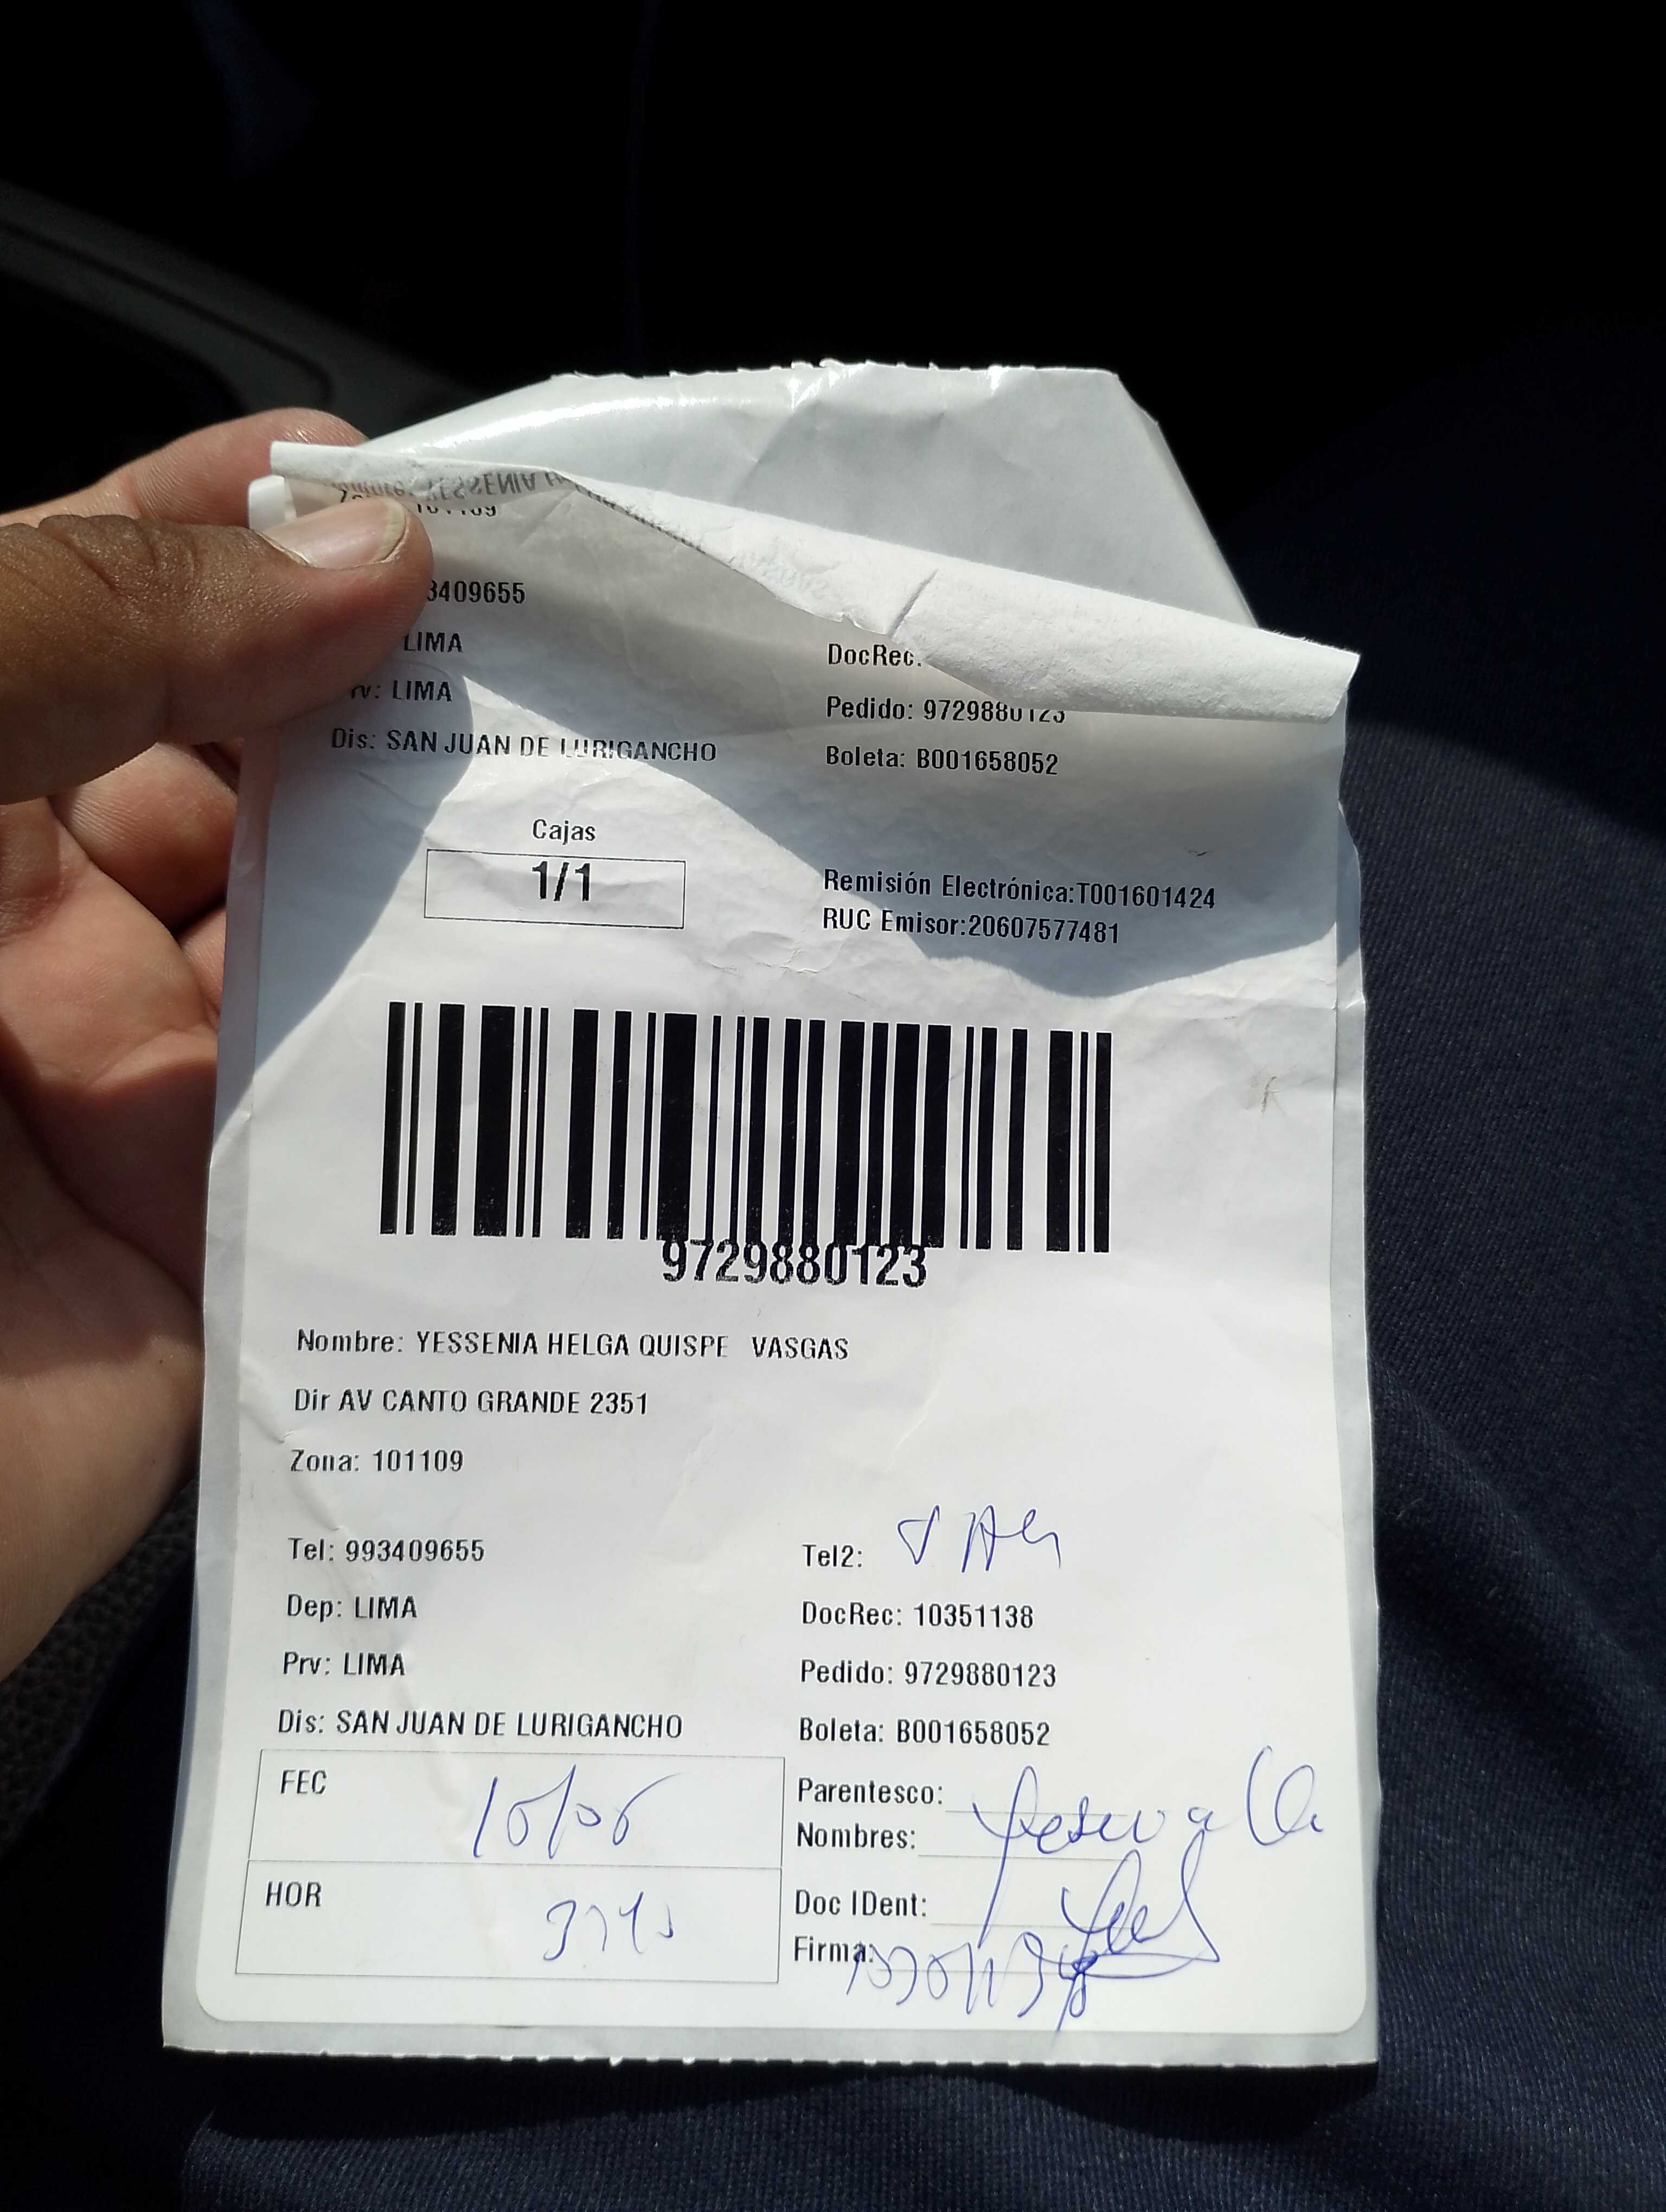 YESSENIA
3409655
LIMA
LIMA
DocRec:
Pedido: 9729880123
Dis: SAN JUAN DE LURIGANCHO
Boleta: B001658052
Cajas
1/1
Remisión Electrónica:T001601424
RUC Emisor:20607577481
9729880123
Nombre: YESSENIA HELGA QUISPE VASGAS
Dir AV CANTO GRANDE 2351
Zona: 101109
Tel: 993409655
Tel2:
Dep: LIMA
DocRec: 10351138
Prv: LIMA
Pedido: 9729880123
Dis: SAN JUAN DE LURIGANCHO
Boleta: B001658052
FEC
Parentesco:
Nombres:
HOR
Doc IDent:
Firma: